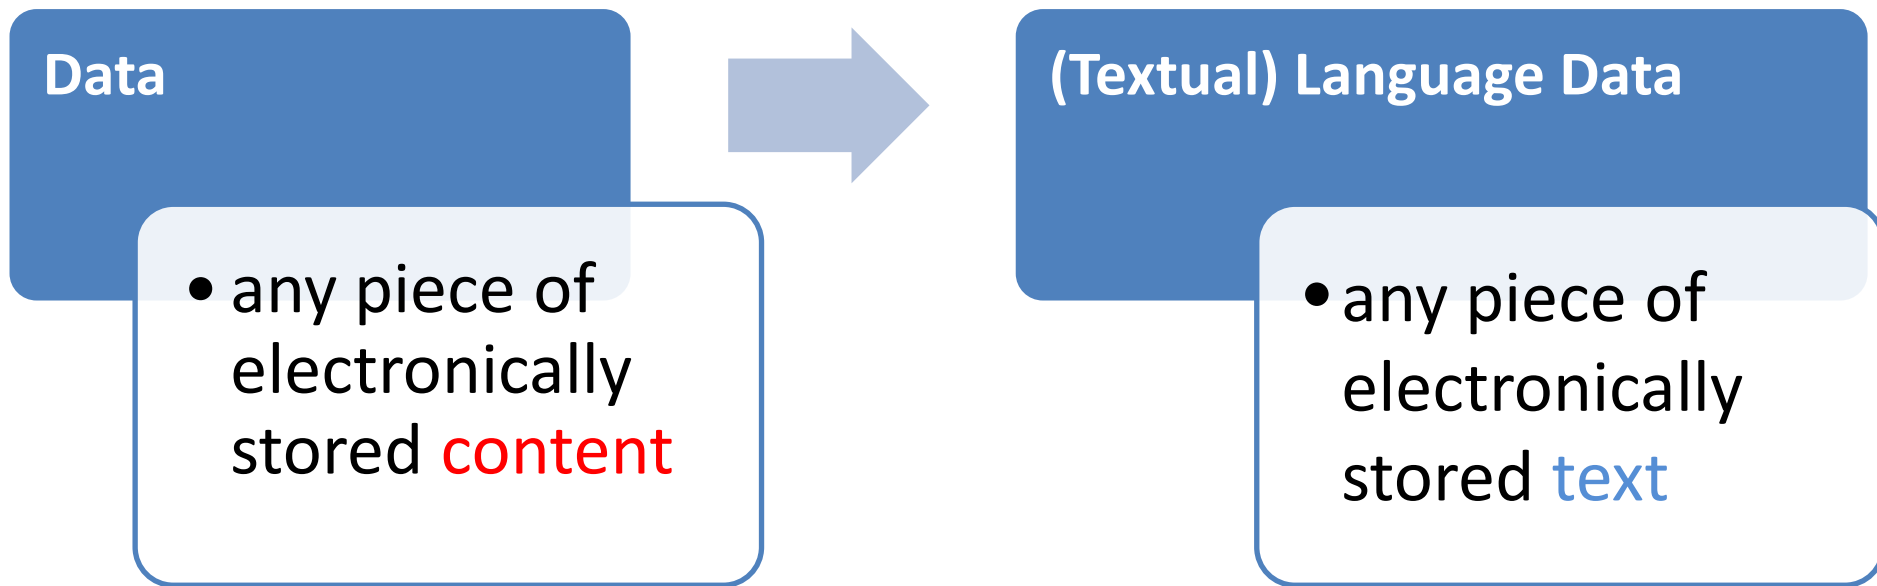 Data
• any piece of
electronically
stored content
(Textual) Language Data
• any piece of
electronically
stored text